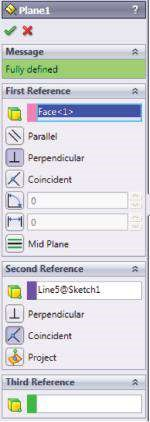 Plane1 ?
Message
Fully defined
First Reference
Face<1>
Parallel
Perpendicular
Coincident
0
0
Mid Plane
Second Reference
Line5@Sketch1
Perpendicular
Coincident
Project
Third Reference